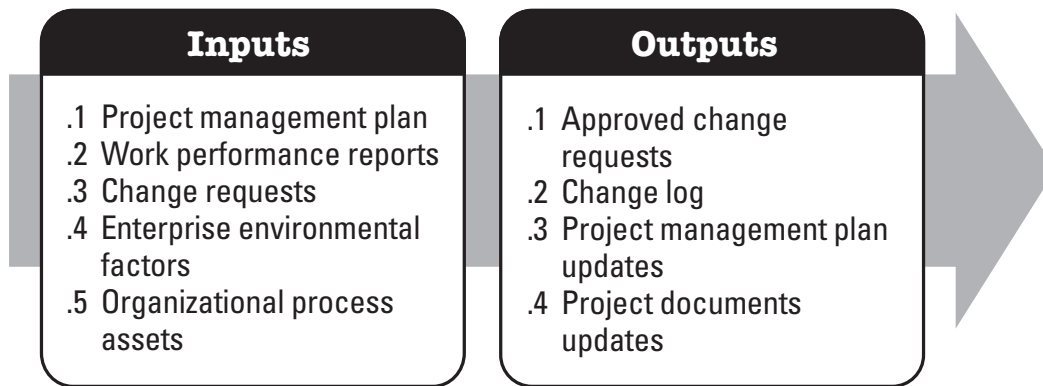 Inputs
.1 Project management plan
.2 Work performance reports
.3 Change requests
.4 Enterprise environmental
factors
.5 Organizational process
assets
Outputs
.1 Approved change
requests
.2 Change log
.3 Project management plan
updates
.4 Project documents
updates